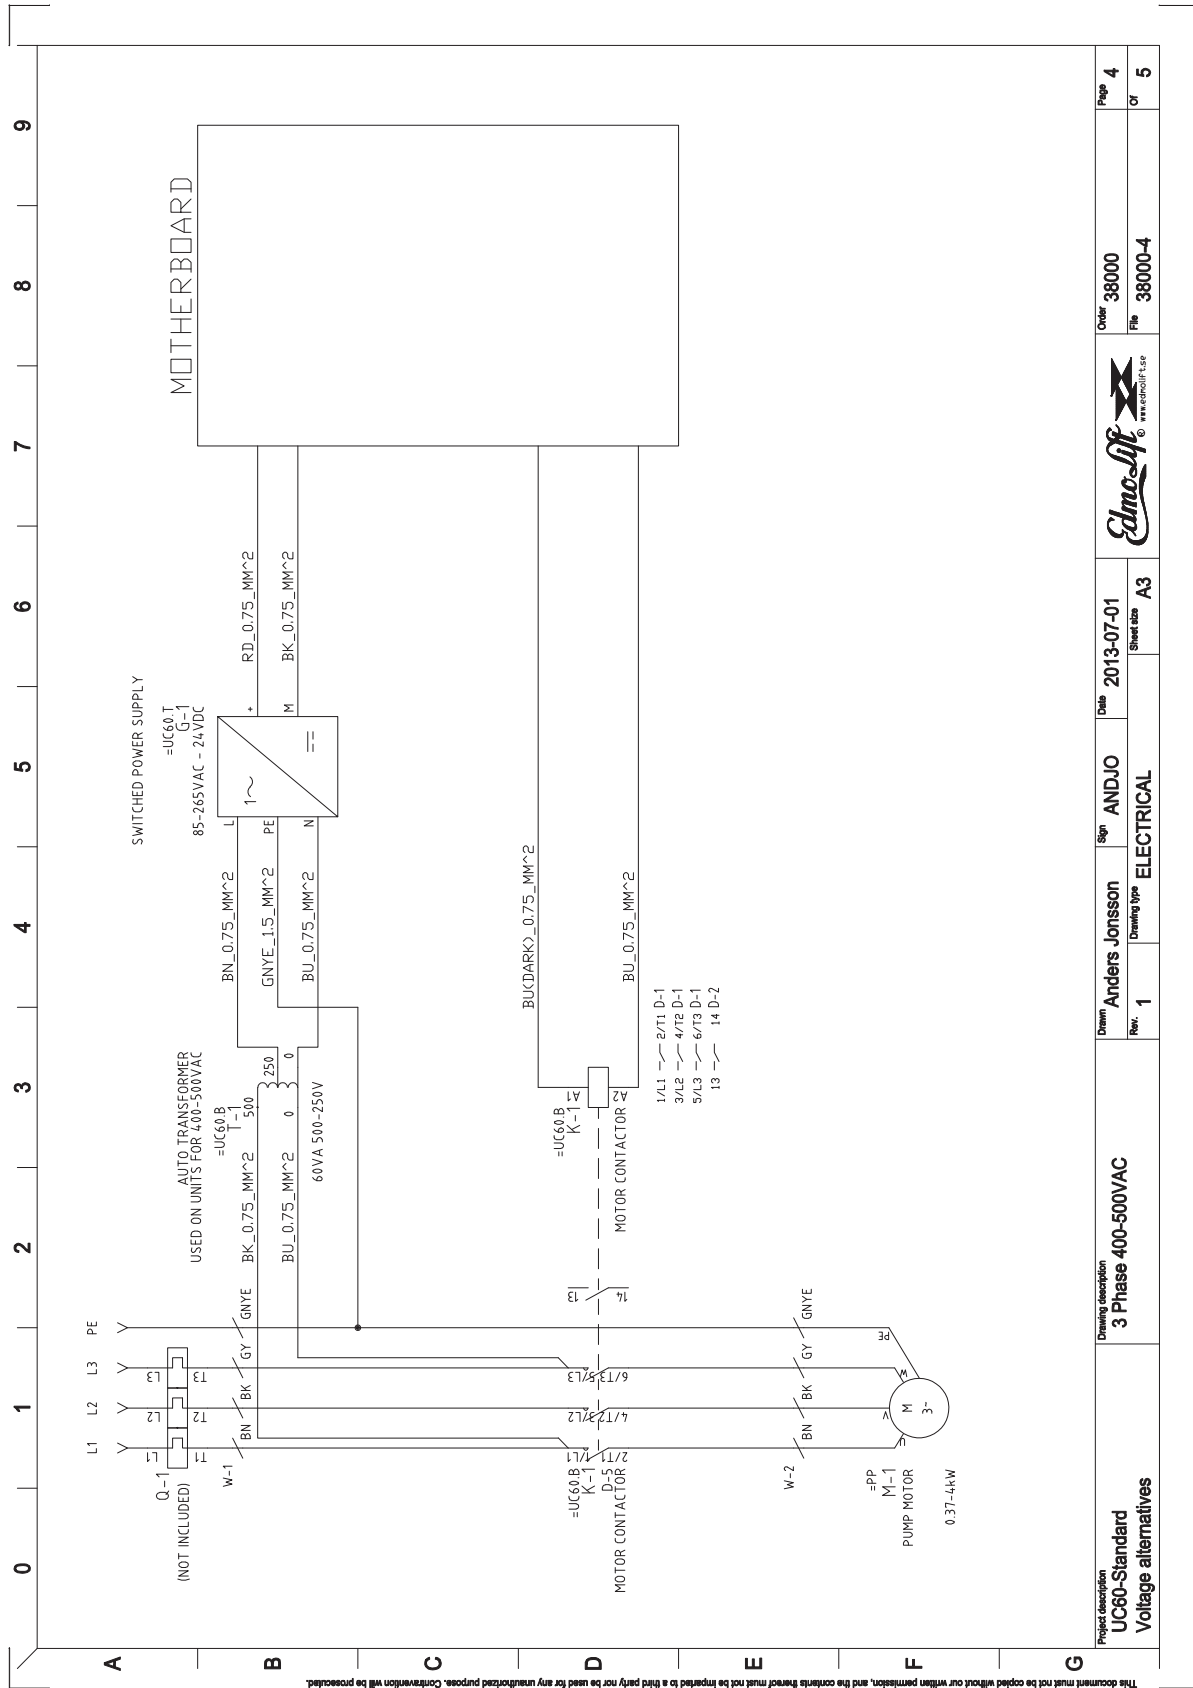 0 1 2 3 4 5 6 7 8 9
A
B
C
D
E
F
G
L1
L2
L3
PE
L1
L2
L3
Q-1
(NOT INCLUDED)
T1
T2
T3
W-1
BN
BK
GY
GNYE
AUTO TRANSFORMER
USED ON UNITS FOR 400-500VAC
=UC60.B
T-1
500
250
0
0
60VA 500-250V
BK_0.75_MM^2
BU_0.75_MM^2
BN_0.75_MM^2
GNYE_1.5_MM^2
BU_0.75_MM^2
SWITCHED POWER SUPPLY
=UC60.T
G-1
85-265VAC - 24VDC
L
PE
N
1~
+
M
RD_0.75_MM^2
BK_0.75_MM^2
MOTHERBOARD
BU(DARK)_0.75_MM^2
BU_0.75_MM^2
=UC60.B
K-1
A1
A2
MOTOR CONTACTOR
1/L1 2/T1 D-1
3/L2 4/T2 D-1
5/L3 6/T3 D-1
13 14 D-2
13
14
=UC60.B
K-1
D-5
MOTOR CONTACTOR
1/L1
2/T1
3/L2
4/T2
5/L3
6/T3
W-2
BN
BK
GY
GNYE
=PP
M-1
PUMP MOTOR
0.37-4kW
U
V
W
PE
M
3~
Project description
UC60-Standard
Voltage alternatives
Drawing description
3 Phase 400-500VAC
Drawn Anders Jonsson
Sign ANDJO
Date 2013-07-01
Rev. 1
Drawing type ELECTRICAL
Sheet size A3
EdmoLift ®
www.edmolift.se
Order 38000
File 38000-4
Page 4
Of 5
This document must not be copied without our written permission, and the contents thereof must not be imparted to a third party nor be used for any unauthorized purpose. Contravention will be prosecuted.